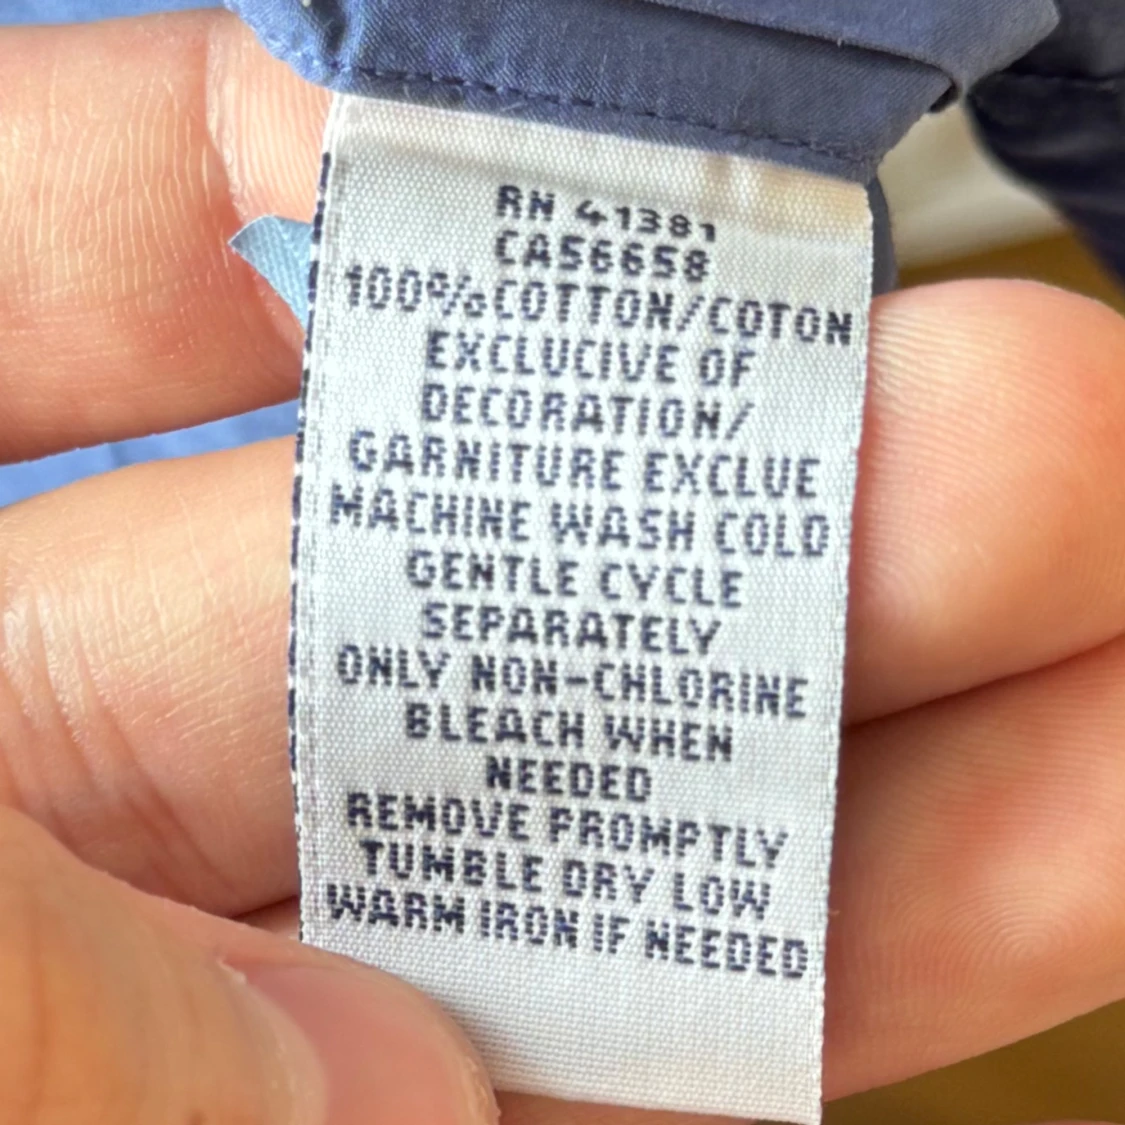 RN 41381
CA56658
100%COTTON/COTON
EXCLUCIVE OF
DECORATION/
GARNITURE EXCLUE
MACHINE WASH COLD
GENTLE CYCLE
SEPARATELY
ONLY NON-CHLORINE
BLEACH WHEN
NEEDED
REMOVE PROMPTLY
TUMBLE DRY LOW
WARM IRON IF NEEDED